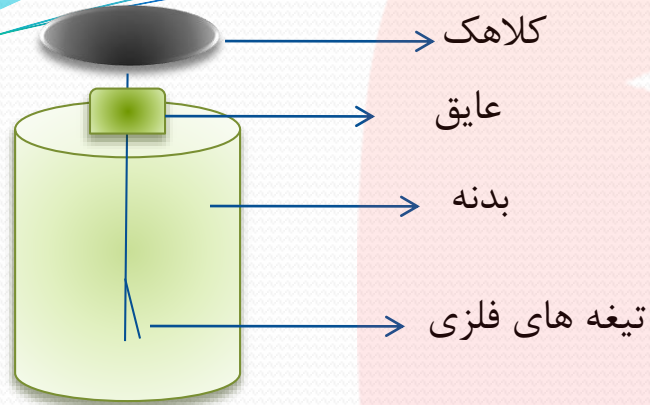 کلاهک
عایق
بدنه
تیغه های فلزی